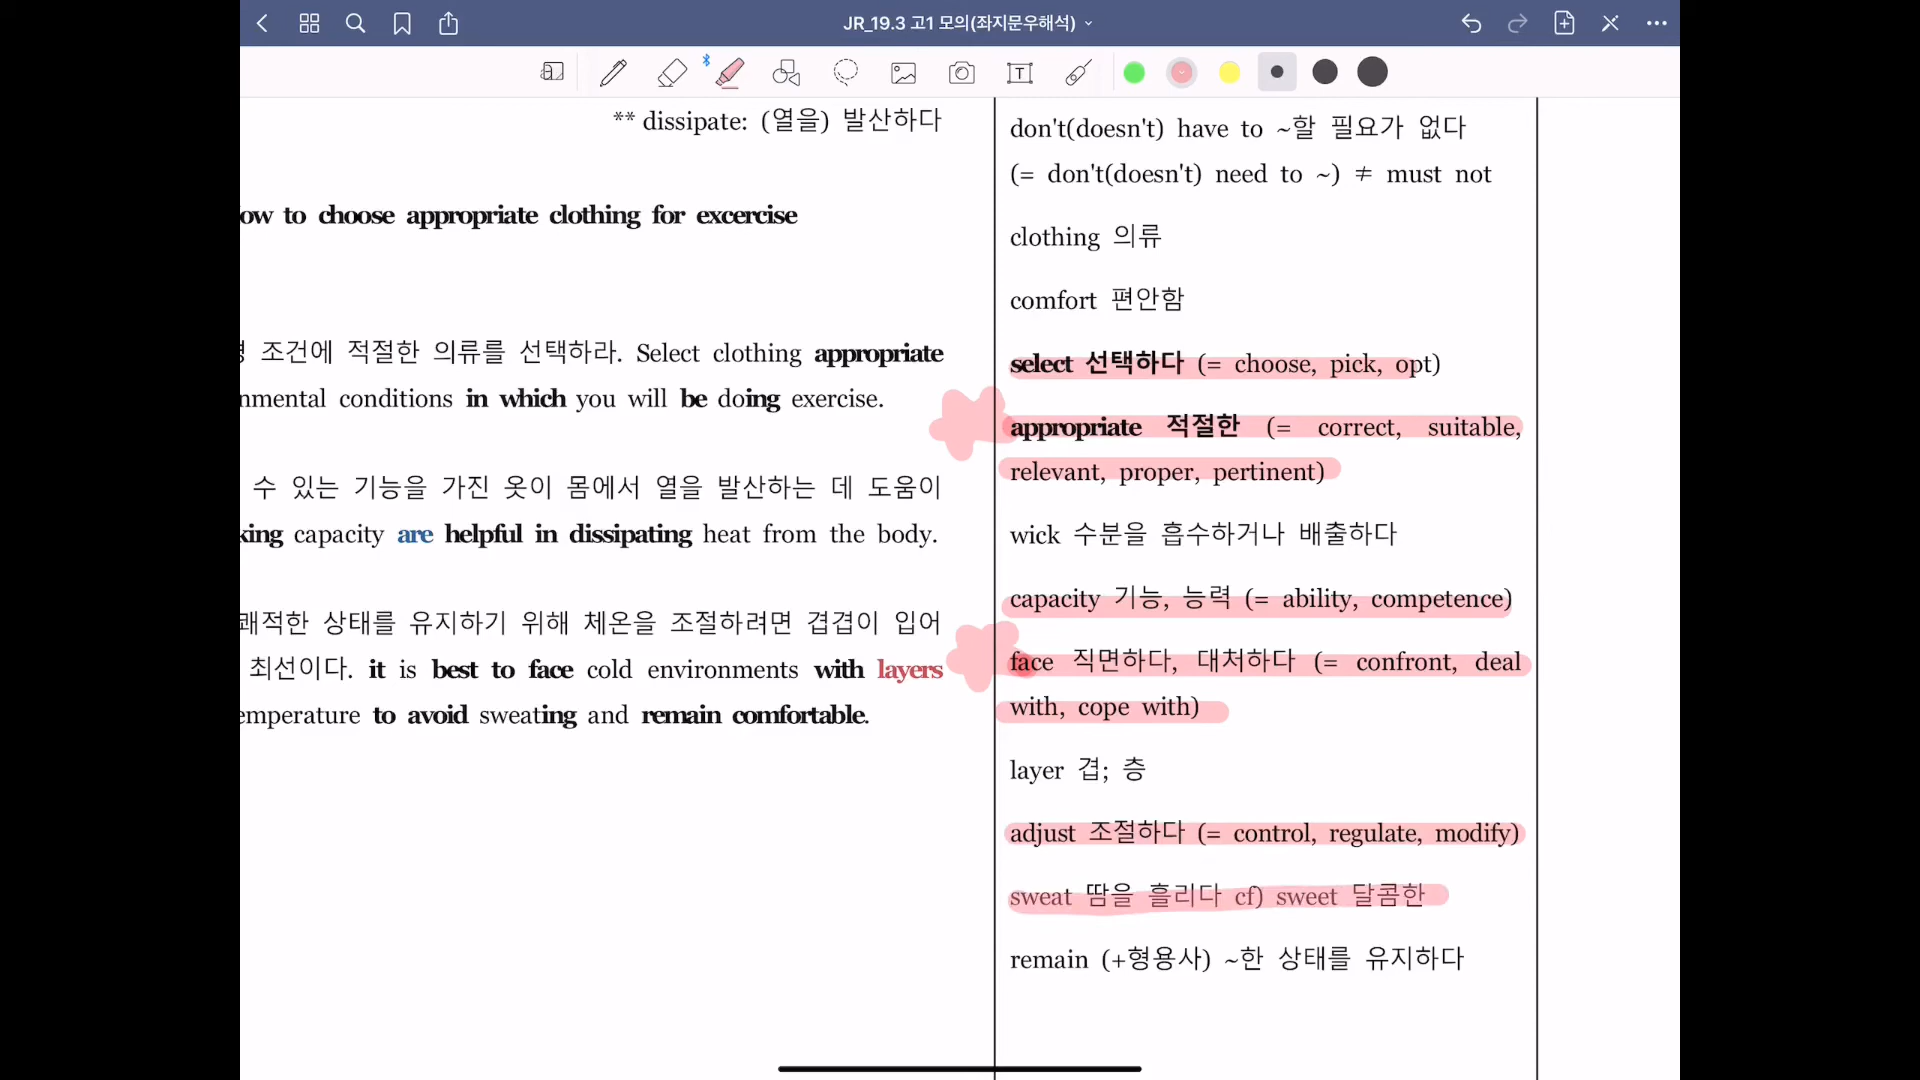 JR_19.3 고1 모의(좌지문우해석)
** dissipate: (열을) 발산하다
to choose appropriate clothing for excercise
조건에 적절한 의류를 선택하라. Select clothing appropriate
conditions in which you will be doing exercise.
수 있는 기능을 가진 옷이 몸에서 열을 발산하는 데 도움이
capacity are helpful in dissipating heat from the body.
쾌적한 상태를 유지하기 위해 체온을 조절하려면 겹겹이 입어
최선이다. it is best to face cold environments with layers
emperature to avoid sweating and remain comfortable.
don't(doesn't) have to ~할 필요가 없다
(= don't(doesn't) need to ~) ≠ must not
clothing 의류
comfort 편안함
select 선택하다 (= choose, pick, opt)
appropriate 적절한 (= correct, suitable,
relevant, proper, pertinent)
wick 수분을 흡수하거나 배출하다
capacity 기능, 능력 (= ability, competence)
face 직면하다, 대처하다 (= confront, deal
with, cope with)
layer 겹; 층
adjust 조절하다 (= control, regulate, modify)
sweat 땀을 흘리다 cf) sweet 달콤한
remain (+형용사) ~한 상태를 유지하다